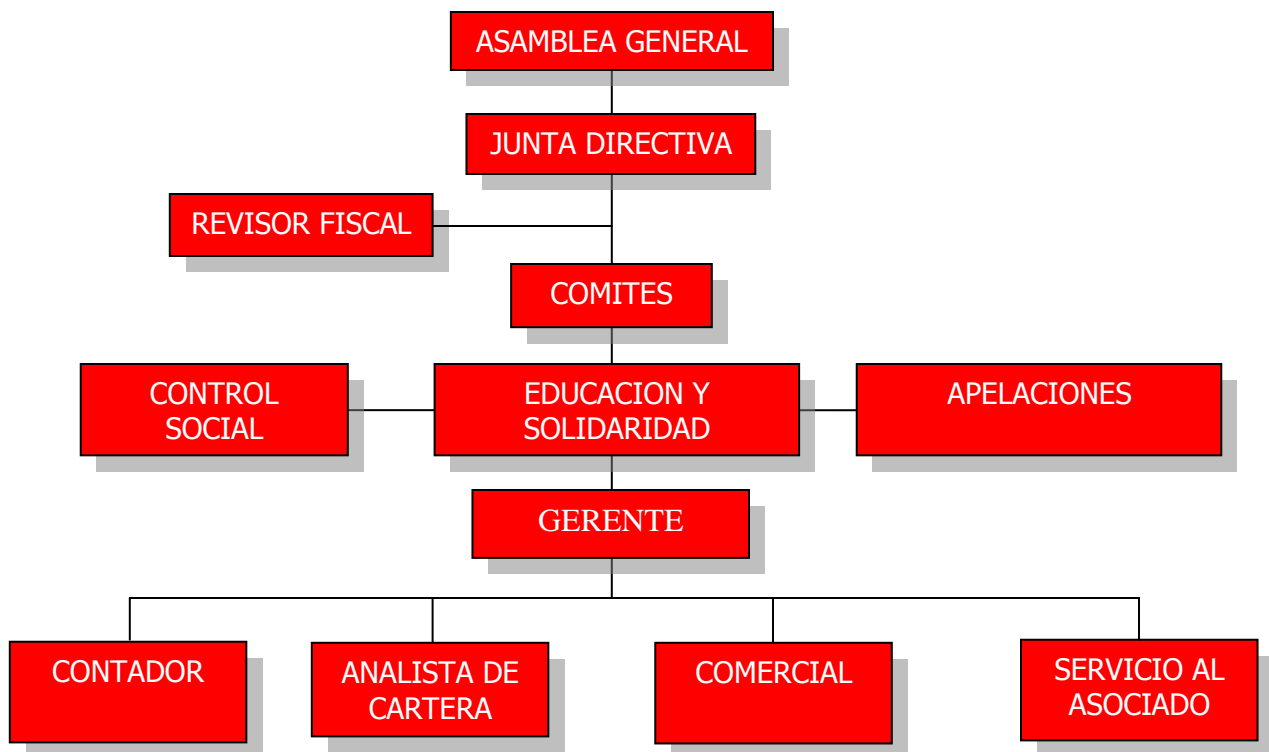 ASAMBLEA GENERAL
JUNTA DIRECTIVA
REVISOR FISCAL
COMITES
CONTROL
SOCIAL
EDUCACION Y
SOLIDARIDAD
APELACIONES
GERENTE
CONTADOR
ANALISTA DE
CARTERA
COMERCIAL
SERVICIO AL
ASOCIADO